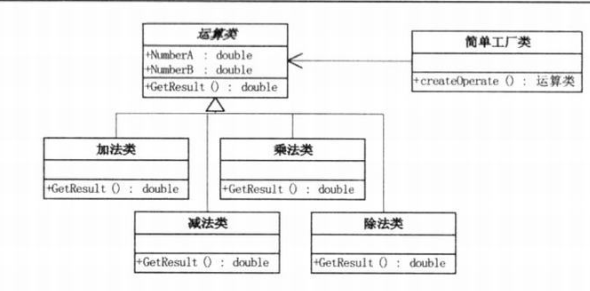 运算类
+NumberA : double
+NumberB : double
+GetResult () : double
简单工厂类
+createOperate () : 运算类
加法类
+GetResult () : double
乘法类
+GetResult () : double
减法类
+GetResult () : double
除法类
+GetResult () : double